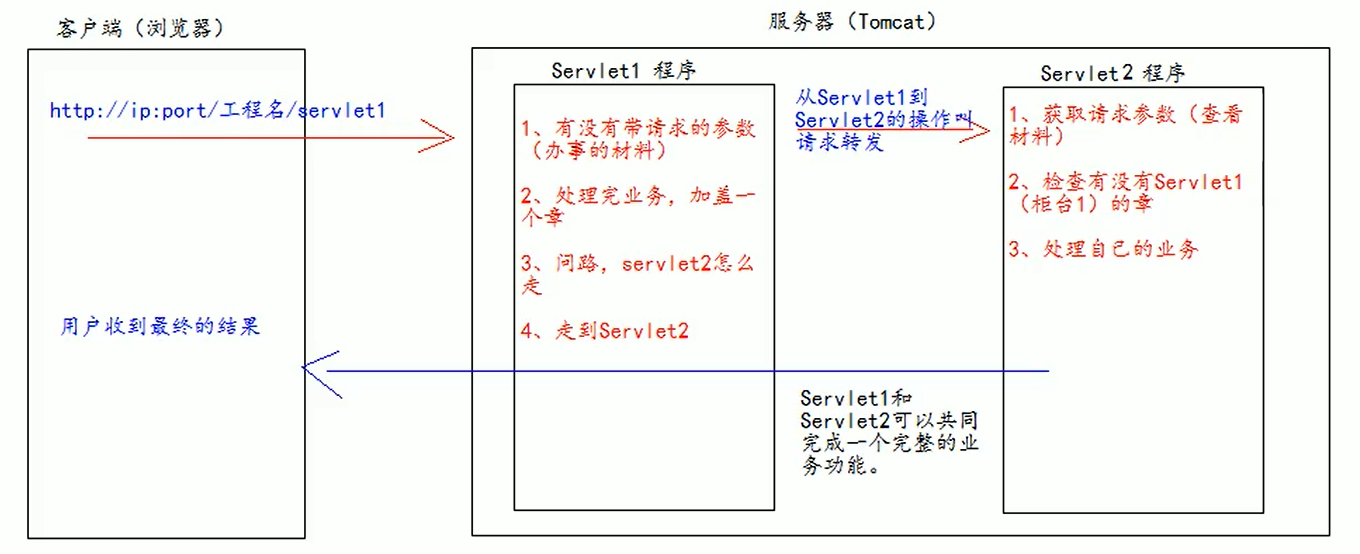 客户端（浏览器）
服务器（Tomcat）
http://ip:port/工程名/servlet1
用户收到最终的结果
Servlet1 程序
1、有没有带请求的参数
（办事的材料）
2、处理完业务，加盖一
个章
3、问路，servlet2怎么
走
4、走到Servlet2
从Servlet1到
Servlet2的操作叫
请求转发
Servlet1和
Servlet2可以共同
完成一个完整的业
务功能。
Servlet2 程序
1、获取请求参数（查看
材料）
2、检查有没有Servlet1
（柜台1）的章
3、处理自己的业务